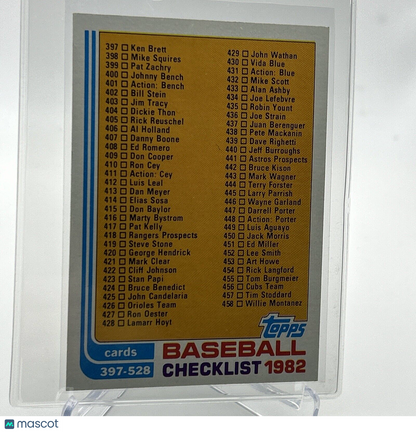 397 □ Ken Brett
398 □ Mike Squires
399 □ Pat Zachry
400 □ Johnny Bench
401 □ Action: Bench
402 □ Bill Stein
403 □ Jim Tracy
404 □ Dickie Thon
405 □ Rick Reuschel
406 □ Al Holland
407 □ Danny Boone
408 □ Ed Romero
409 □ Don Cooper
410 □ Ron Cey
411 □ Action: Cey
412 □ Luis Leal
413 □ Dan Meyer
414 □ Elias Sosa
415 □ Don Baylor
416 □ Marty Bystrom
417 □ Pat Kelly
418 □ Rangers Prospects
419 □ Steve Stone
420 □ George Hendrick
421 □ Mark Clear
422 □ Cliff Johnson
423 □ Stan Papi
424 □ Bruce Benedict
425 □ John Candelaria
426 □ Orioles Team
427 □ Ron Oester
428 □ Lamarr Hoyt
429 □ John Wathan
430 □ Vida Blue
431 □ Action: Blue
432 □ Mike Scott
433 □ Alan Ashby
434 □ Joe Lefebvre
435 □ Robin Yount
436 □ Joe Strain
437 □ Juan Berenguer
438 □ Pete Mackanin
439 □ Dave Righetti
440 □ Jeff Burroughs
441 □ Astros Prospects
442 □ Bruce Kison
443 □ Mark Wagner
444 □ Terry Forster
445 □ Larry Parrish
446 □ Wayne Garland
447 □ Darrell Porter
448 □ Action: Porter
449 □ Luis Aguayo
450 □ Jack Morris
451 □ Ed Miller
452 □ Lee Smith
453 □ Art Howe
454 □ Rick Langford
455 □ Tom Burgmeier
456 □ Cubs Team
457 □ Tim Stoddard
458 □ Willie Montanez
Topps
cards
397-528
BASEBALL
CHECKLIST 1982
mascot